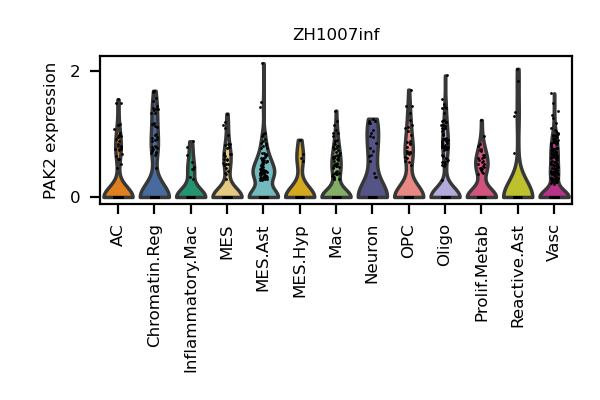 ZH1007inf
PAK2 expression
2
0
AC
Chromatin.Reg
Inflammatory.Mac
MES
MES.Ast
MES.Hyp
Mac
Neuron
OPC
Oligo
Prolif.Metab
Reactive.Ast
Vasc